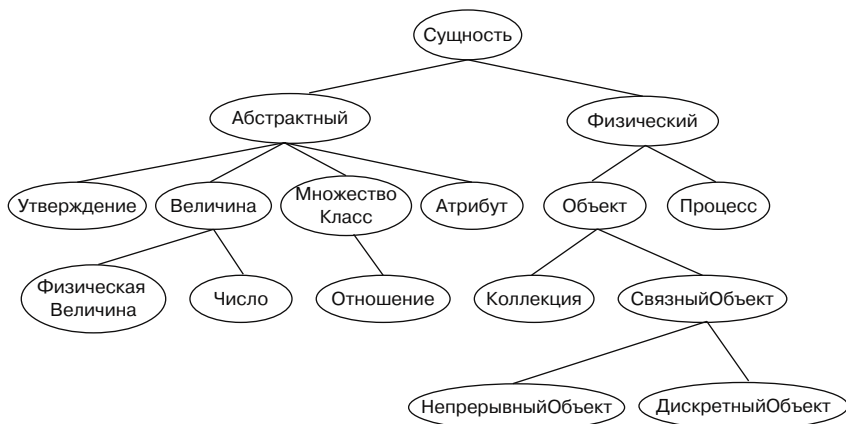 Сущность
Абстрактный
Физический
Утверждение
Величина
Множество
Класс
Атрибут
Объект
Процесс
Физическая
Величина
Число
Отношение
Коллекция
СвязныйОбъект
НепрерывныйОбъект
ДискретныйОбъект